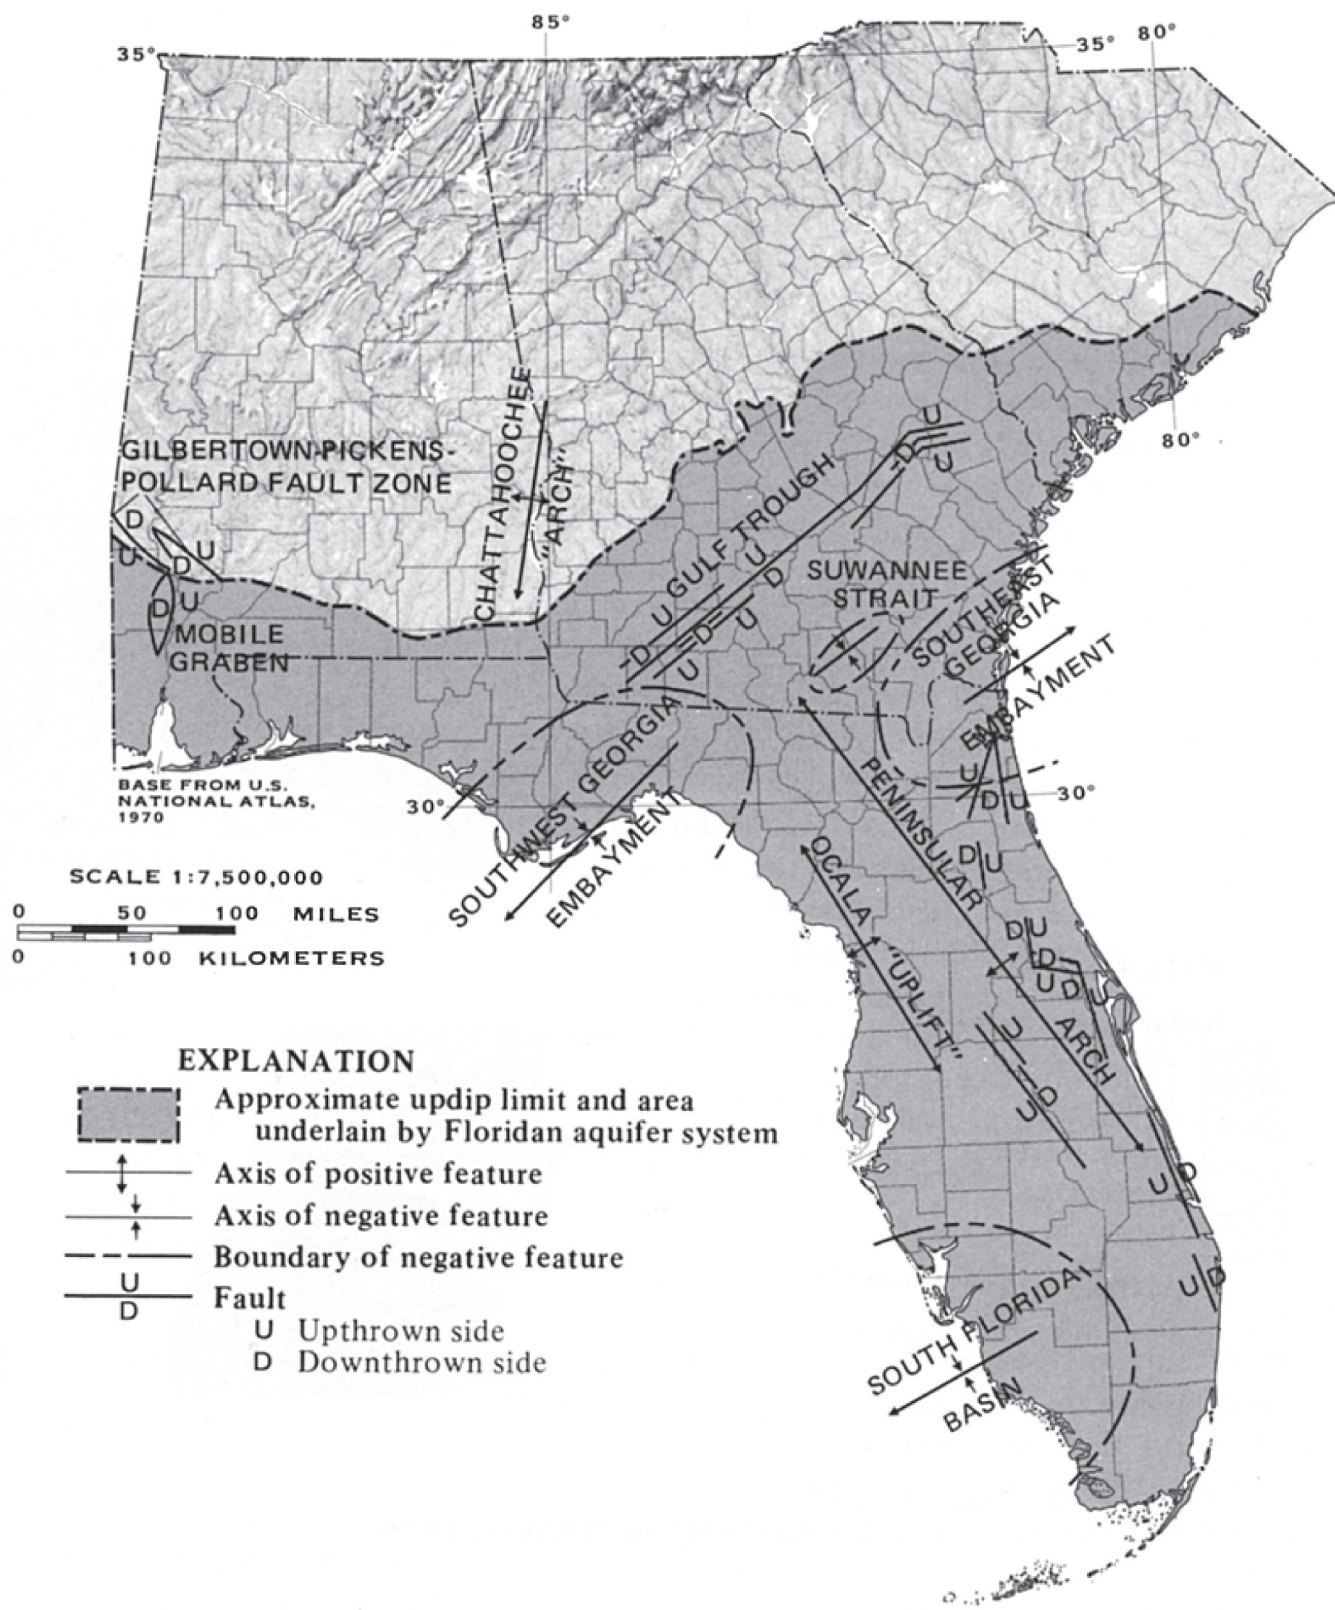 85°
35°
35° 80°
GILBERTOWN-PICKENS-
POLLARD FAULT ZONE
CHATTAHOOCHEE
"ARCH"
80°
D
U
D U
D U
MOBILE
GRABEN
GULF TROUGH
U
D
U
U
D
U
D
U
D
U
U
SUWANNEE
STRAIT
SOUTHEAST
GEORGIA
EMBAYMENT
BASE FROM U.S.
NATIONAL ATLAS,
1970
30°
30°
SOUTHWEST GEORGIA
EMBAYMENT
PENINSULAR
ARCH
OCALA
"UPLIFT"
U
D U
D U
D U
D
U D U
U
D
U
U D
U D
SOUTH FLORIDA
BASIN
SCALE 1:7,500,000
0 50 100 MILES
0 100 KILOMETERS
EXPLANATION
Approximate updip limit and area
underlain by Floridan aquifer system
Axis of positive feature
Axis of negative feature
Boundary of negative feature
U
D
Fault
U Upthrown side
D Downthrown side